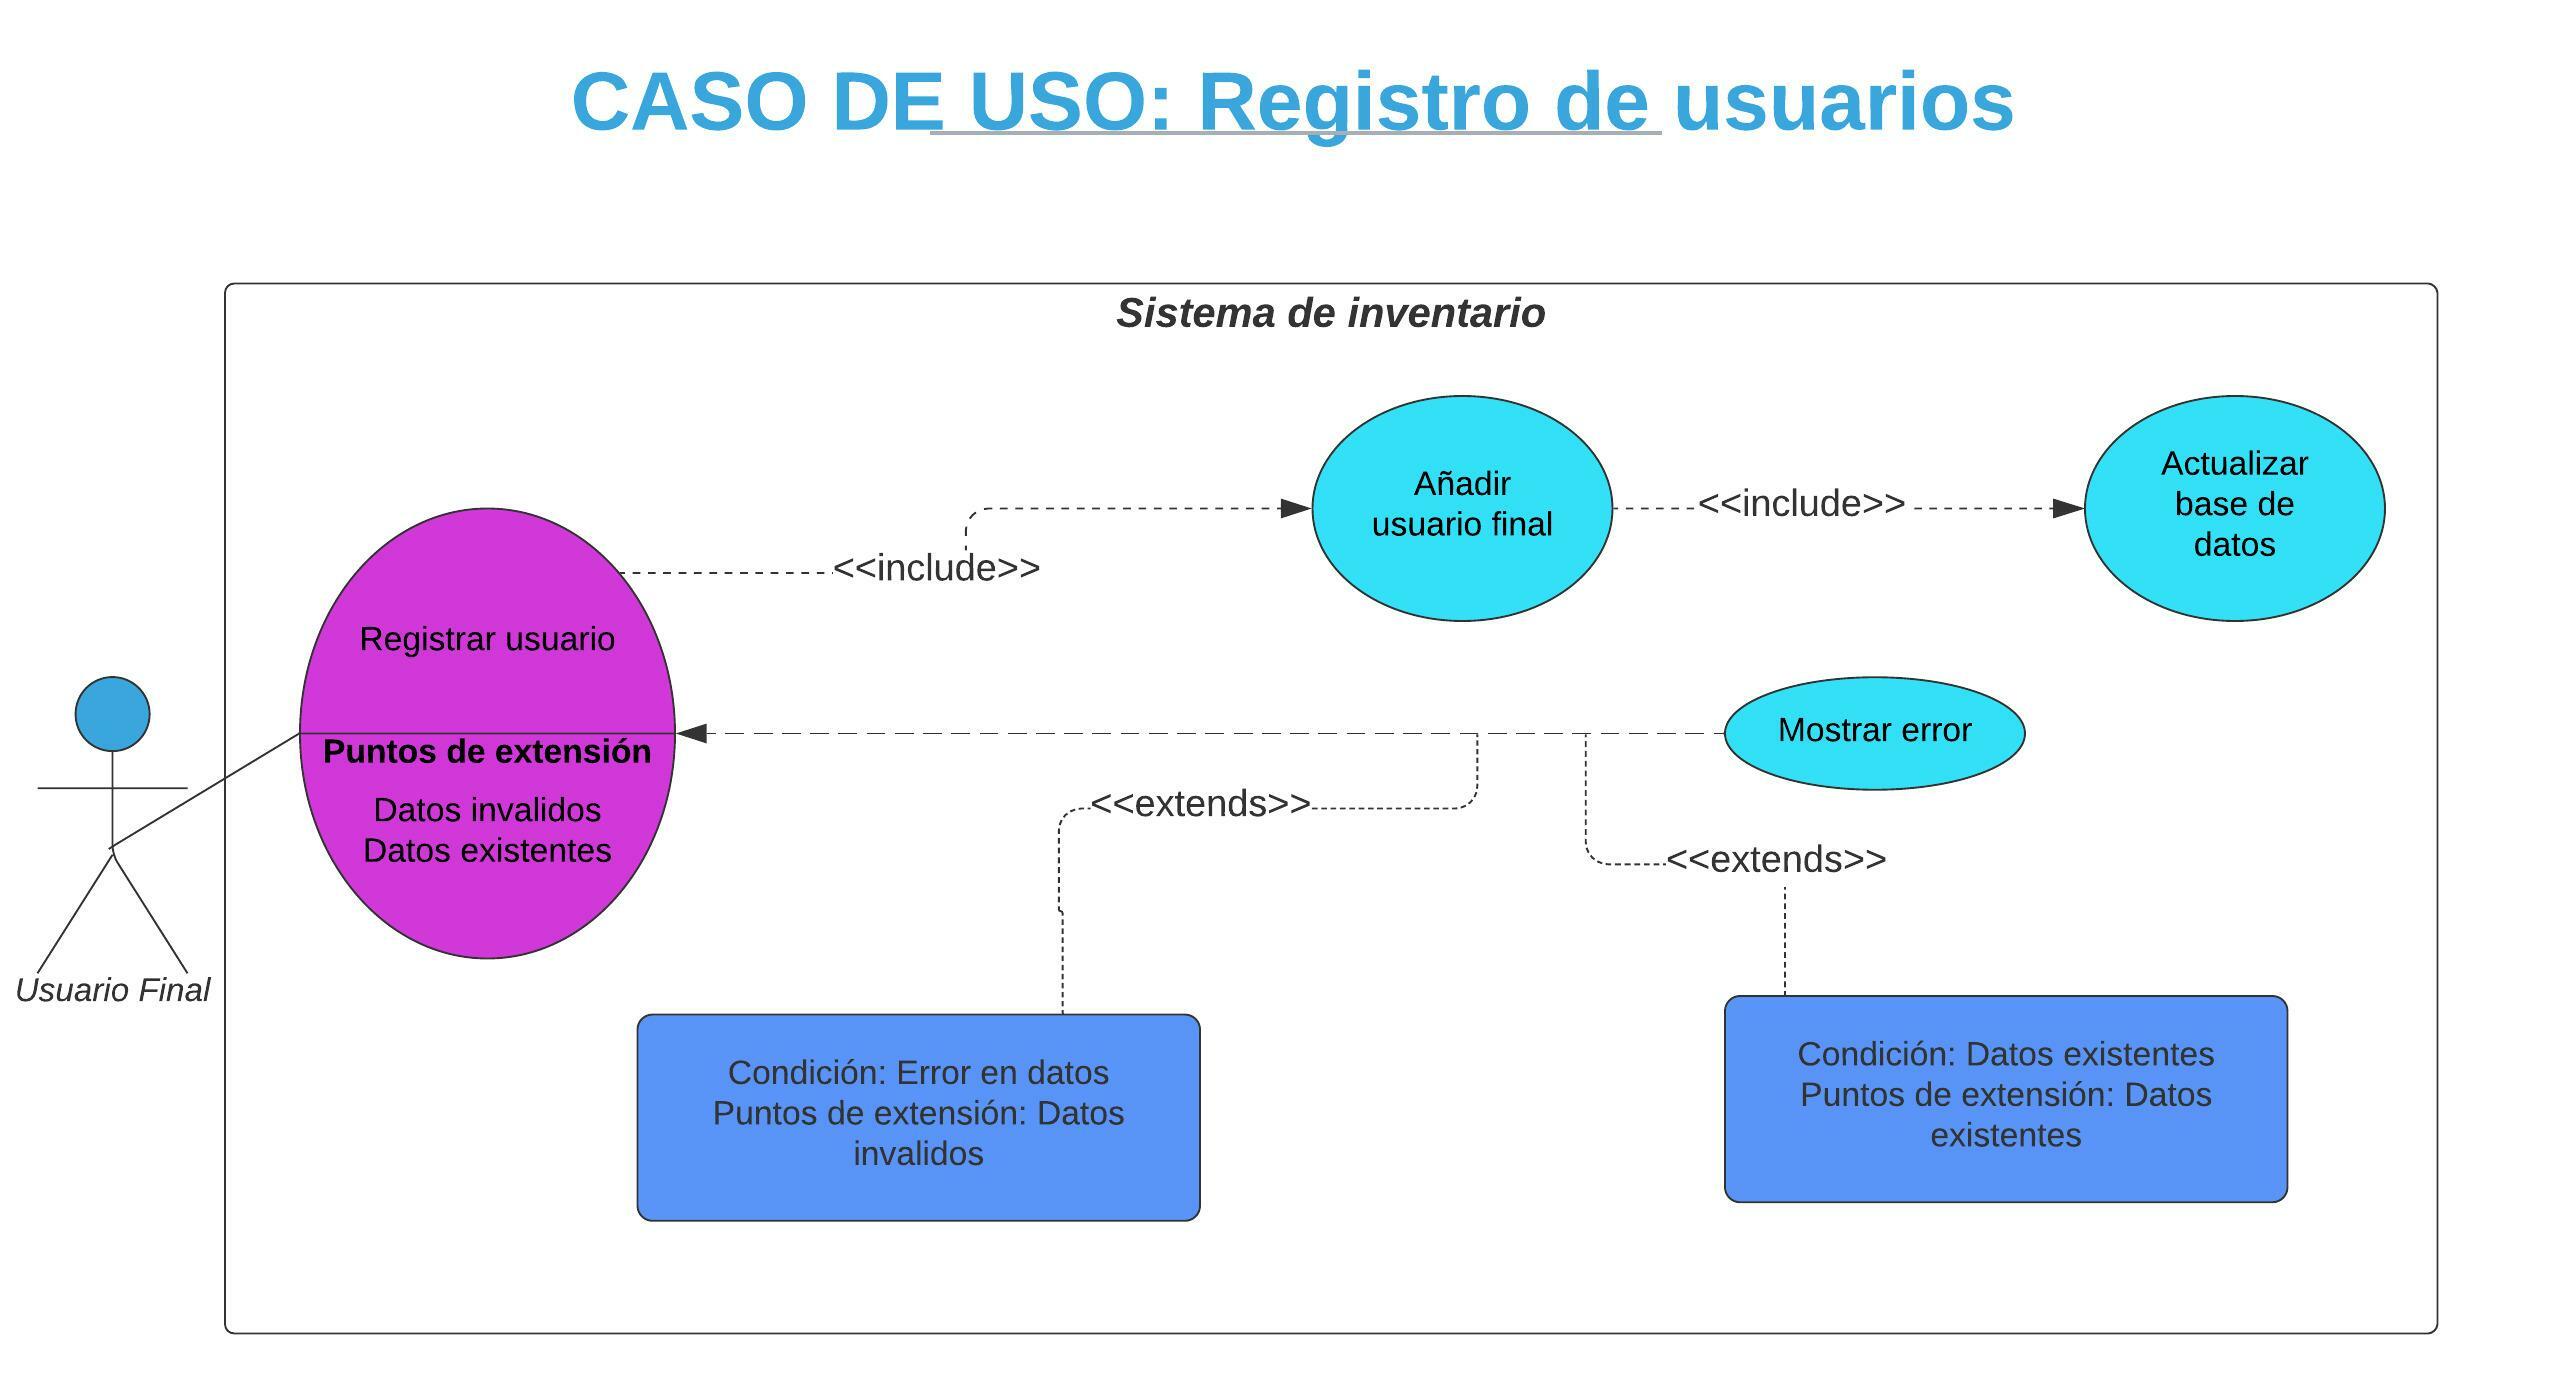 CASO DE USO: Registro de usuarios
Sistema de inventario
Añadir
usuario final
<<include>>
Actualizar
base de
datos
<<include>>
Registrar usuario
Puntos de extensión
Datos invalidos
Datos existentes
Mostrar error
<<extends>>
<<extends>>
Usuario Final
Condición: Error en datos
Puntos de extensión: Datos
invalidos
Condición: Datos existentes
Puntos de extensión: Datos
existentes